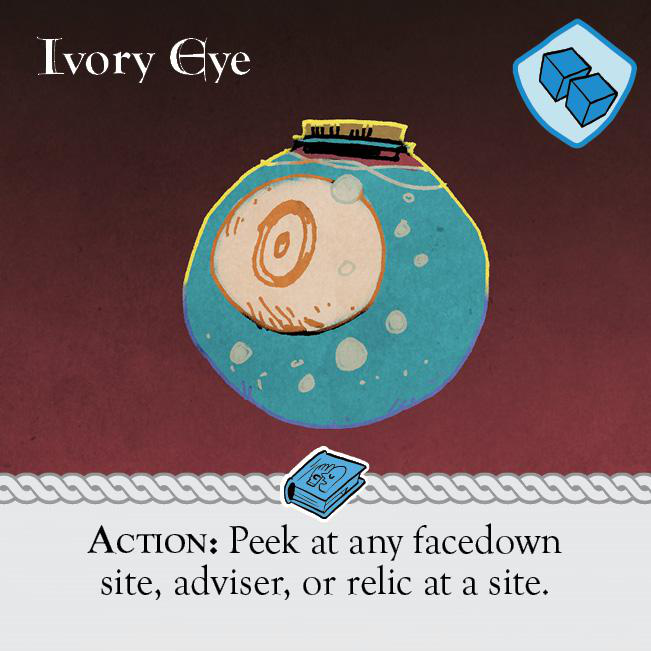 Ivory Eye
Action: Peek at any facedown
site, adviser, or relic at a site.